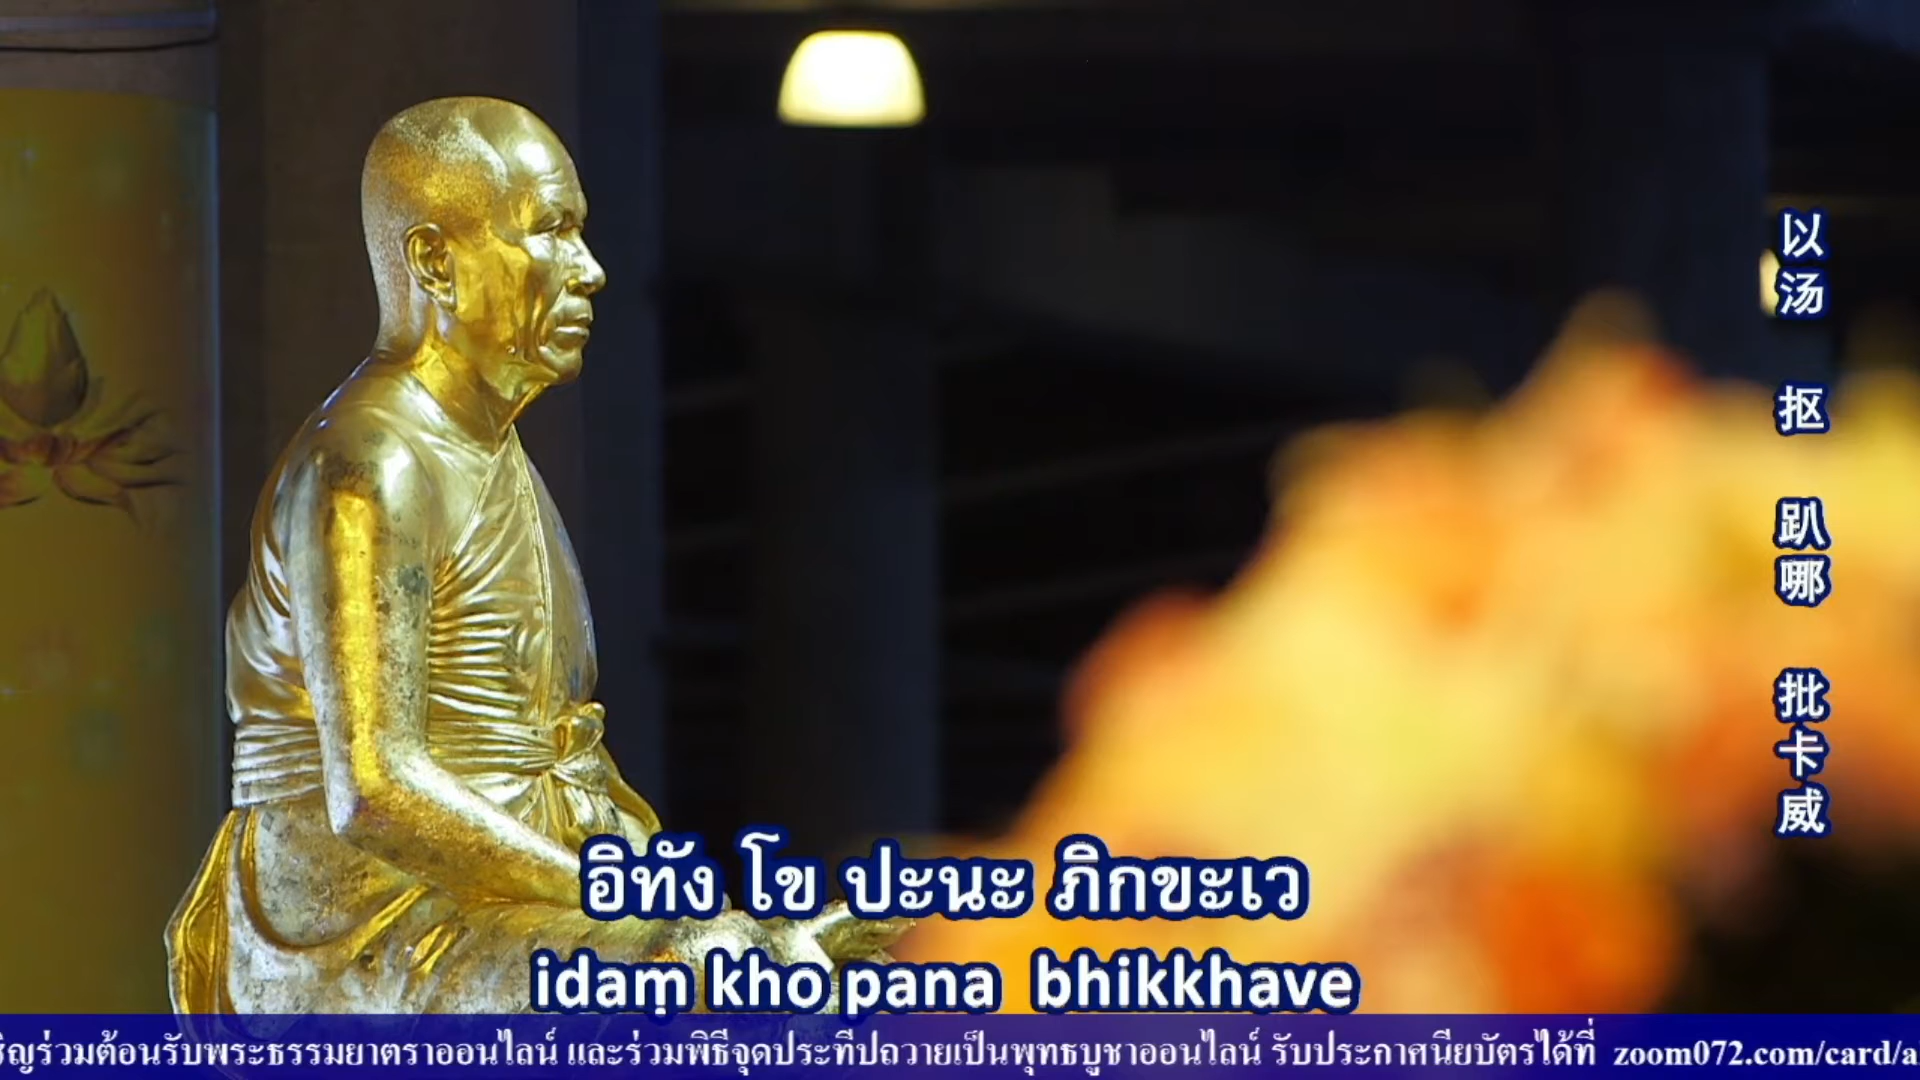 以汤 抠 趴哪 批卡威
อิทัง โข ปะนะ ภิกขะเว
idaṃ kho pana bhikkhave
ร่วมต้อนรับพระธรรมยาตราออนไลน์ และร่วมพิธีจุดประทีปถวายเป็นพุทธบูชาออนไลน์ รับประกาศนียบัตรได้ที่ zoom072.com/card/a